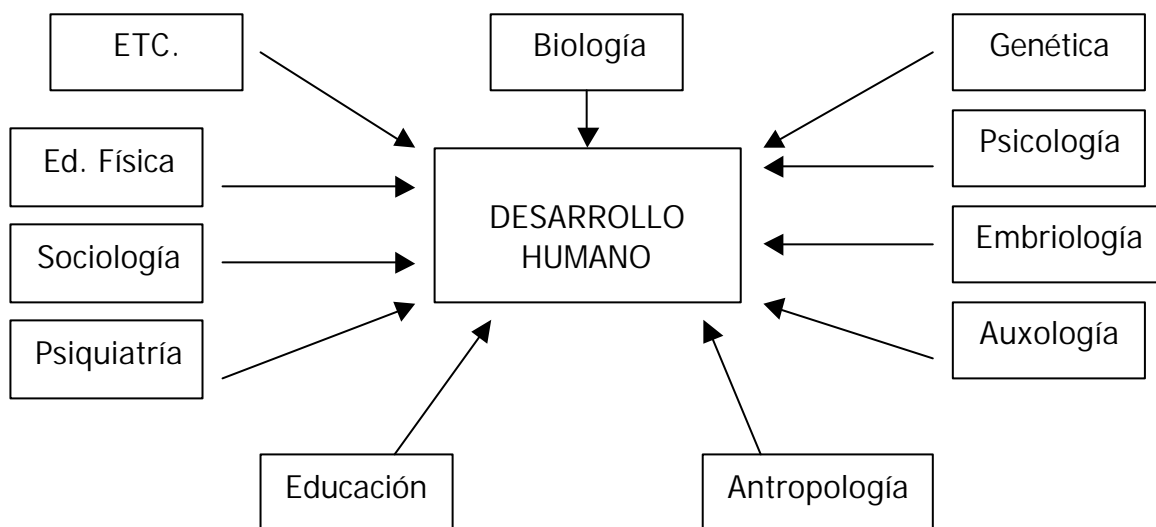 ETC.
Biología
Genética
Ed. Física
Psicología
DESARROLLO
HUMANO
Sociología
Embriología
Psiquiatría
Auxología
Educación
Antropología